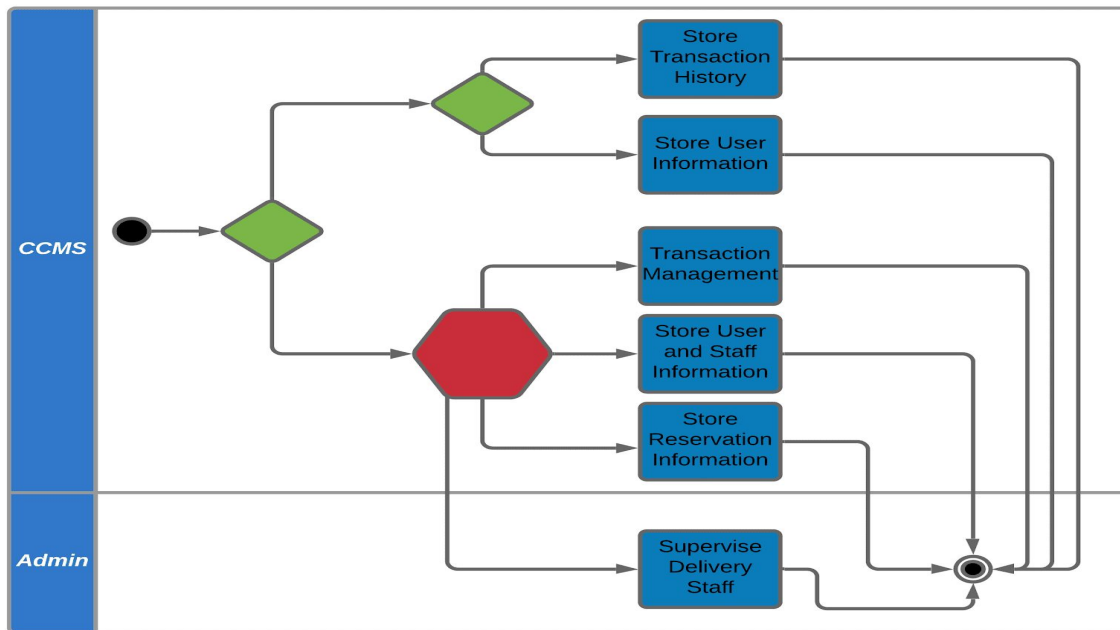 CCMS
Store
Transaction
History
Store User
Information
Transaction
Management
Store User
and Staff
Information
Store
Reservation
Information
Admin
Supervise
Delivery
Staff